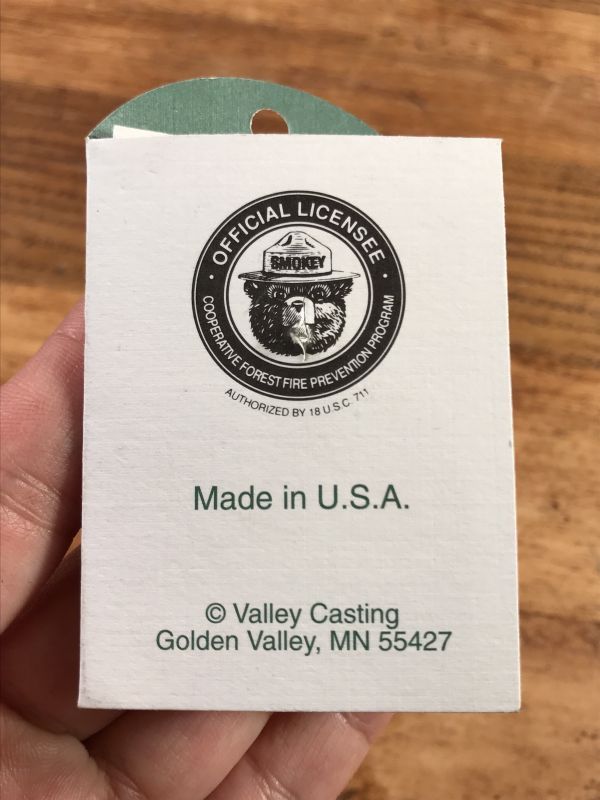 · OFFICIAL LICENSEE ·
SMOKEY
COOPERATIVE FOREST FIRE PREVENTION PROGRAM
AUTHORIZED BY 18 U.S.C. 711
Made in U.S.A.
© Valley Casting
Golden Valley, MN 55427